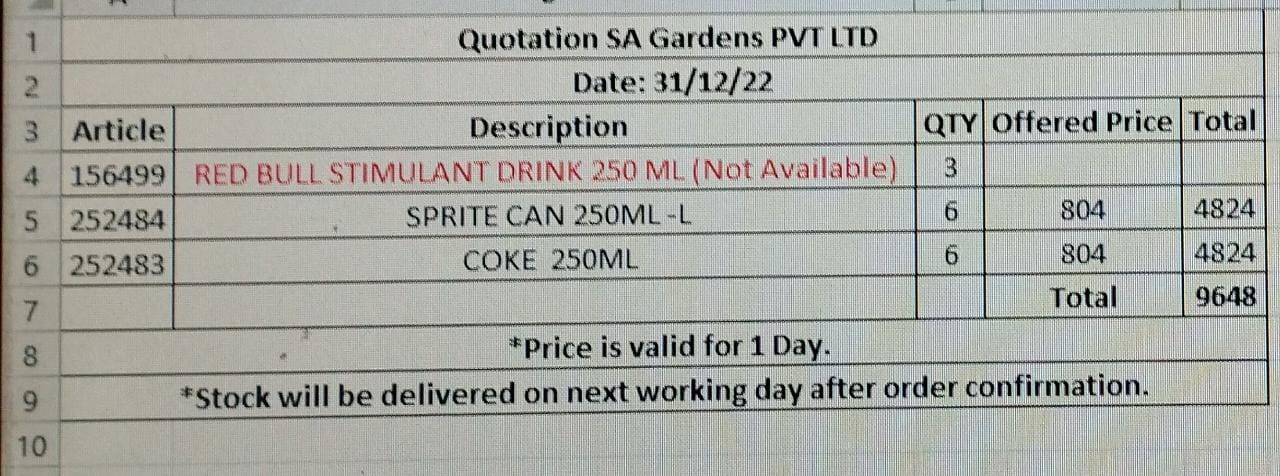 1 Quotation SA Gardens PVT LTD
2 Date: 31/12/22
3 Article Description QTY Offered Price Total
4 156499 RED BULL STIMULANT DRINK 250 ML (Not Available) 3
5 252484 SPRITE CAN 250ML -L 6 804 4824
6 252483 COKE 250ML 6 804 4824
7 Total 9648
8 *Price is valid for 1 Day.
9 *Stock will be delivered on next working day after order confirmation.
10